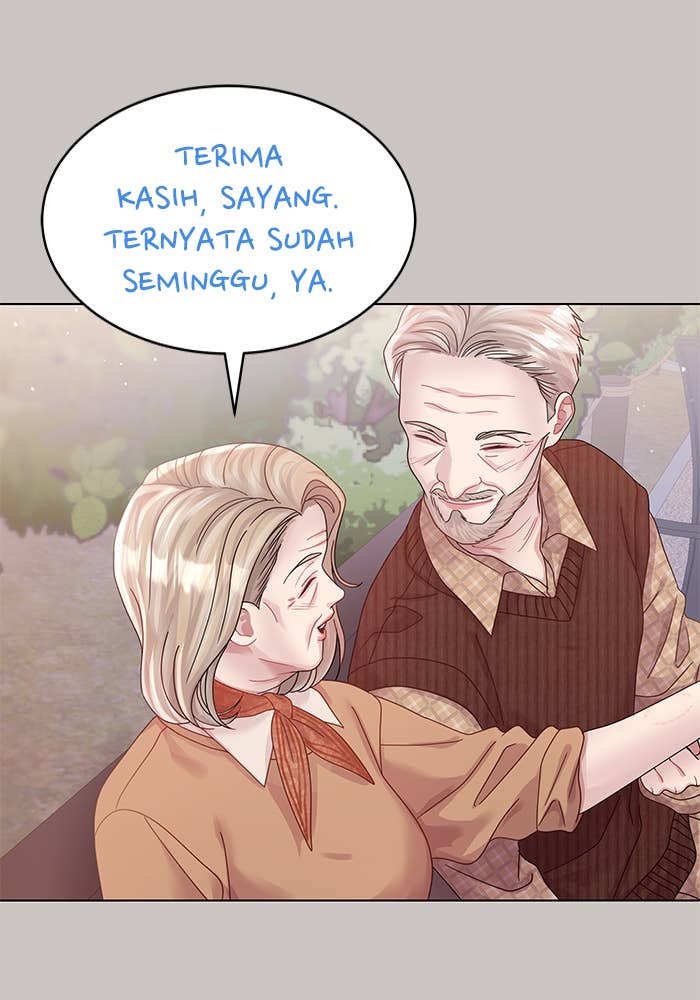 TERIMA
KASIH, SAYANG.
TERNYATA SUDAH
SEMINGGU, YA.